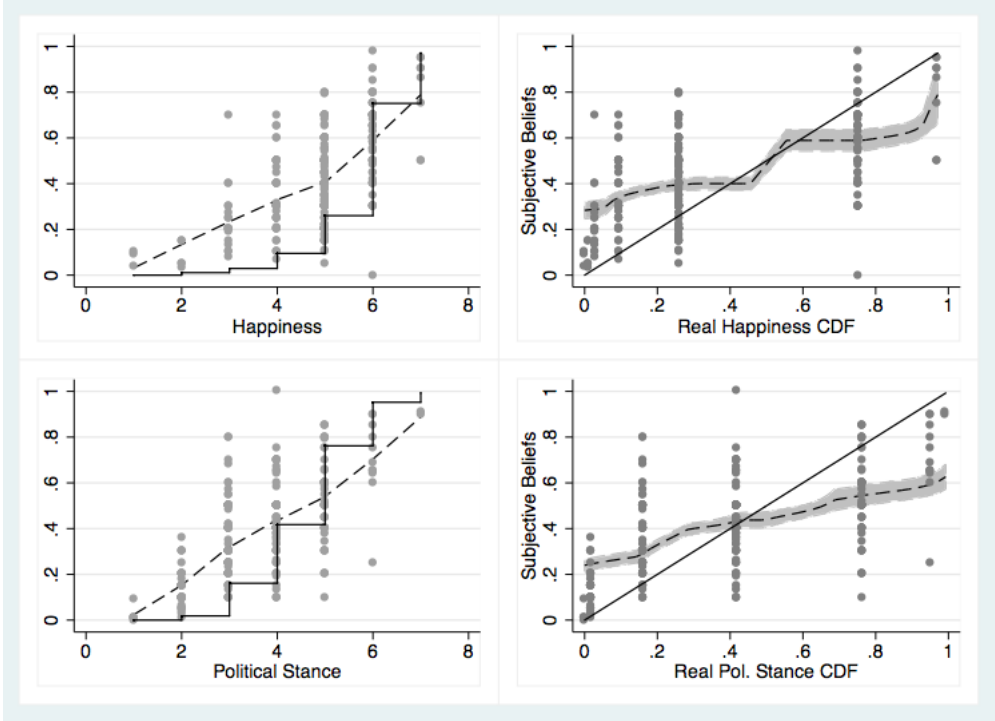 1
.8
.6
.4
.2
0
0 2 4 6 8
Happiness
Subjective Beliefs
1
.8
.6
.4
.2
0
0 .2 .4 .6 .8 1
Real Happiness CDF
1
.8
.6
.4
.2
0
0 2 4 6 8
Political Stance
Subjective Beliefs
1
.8
.6
.4
.2
0
0 .2 .4 .6 .8 1
Real Pol. Stance CDF